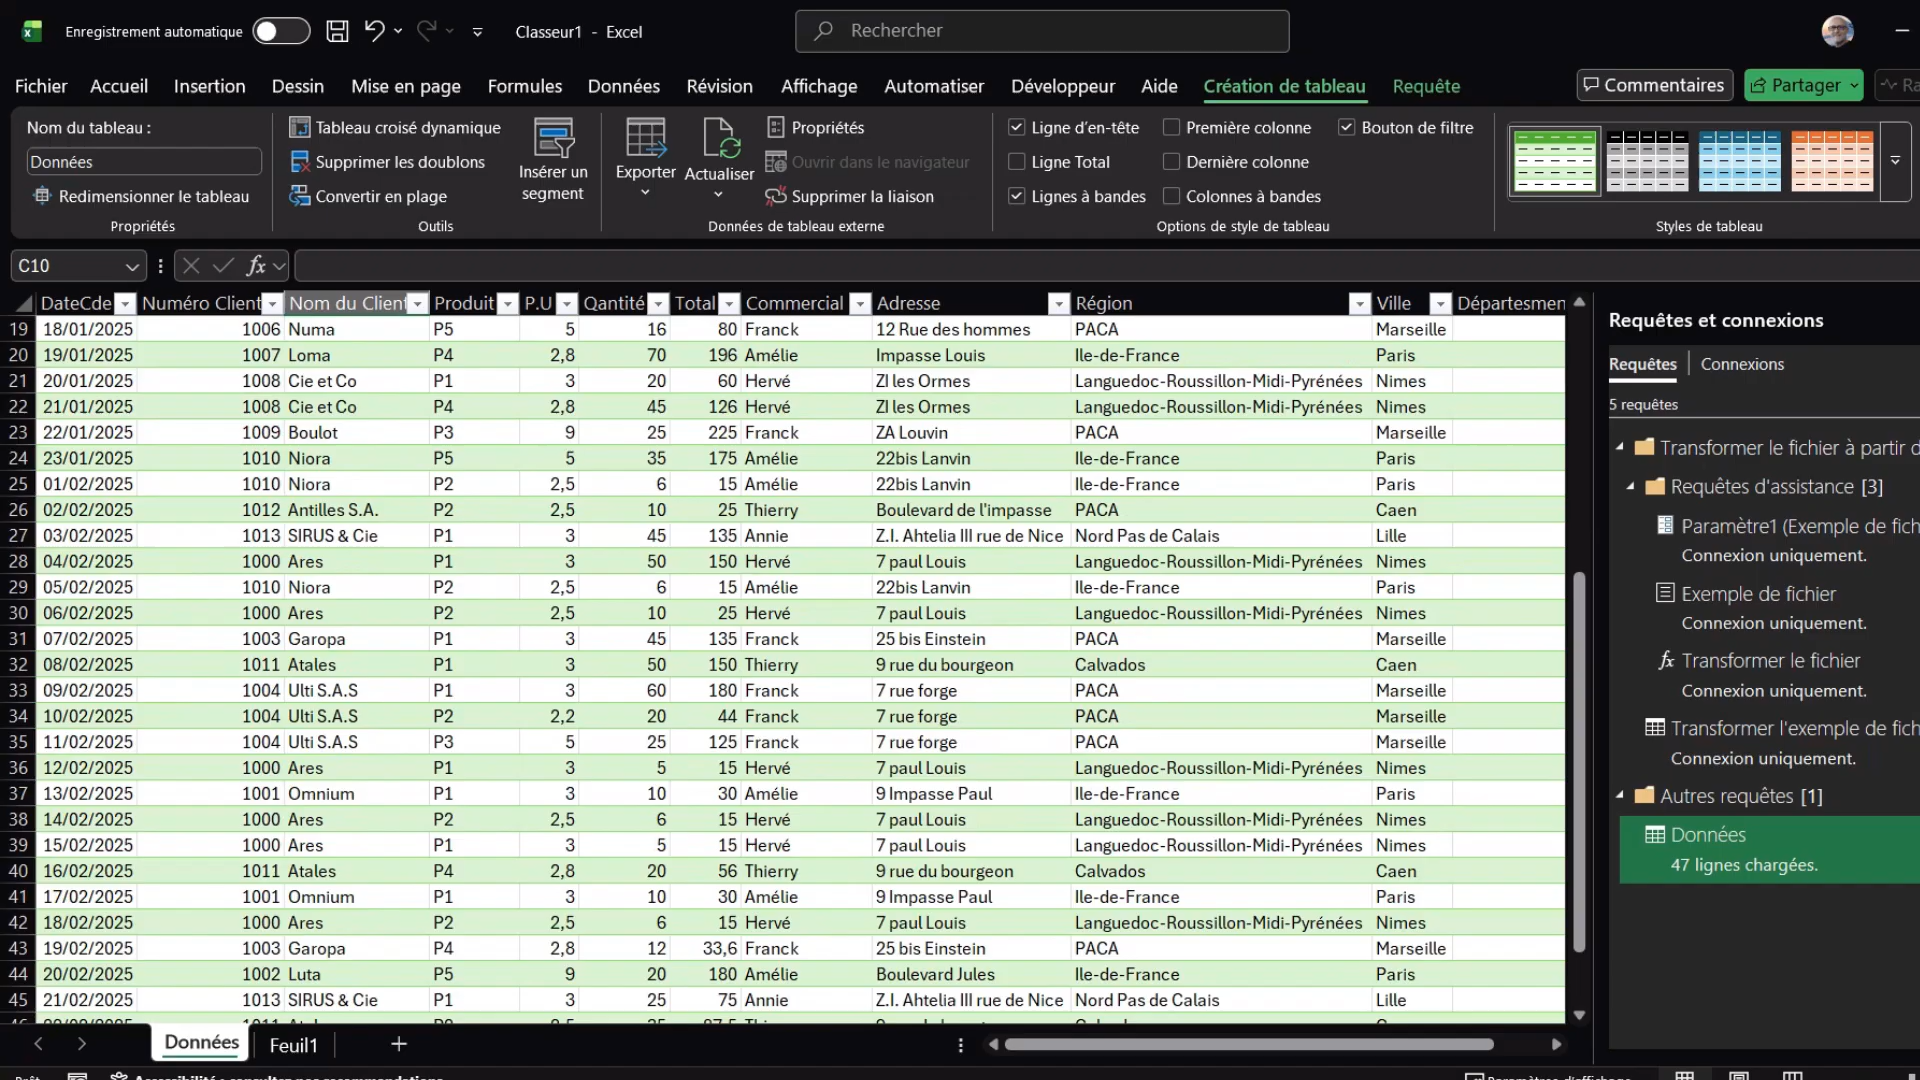 Enregistrement automatique
Classeur1 - Excel
Rechercher
Fichier Accueil Insertion Dessin Mise en page Formules Données Révision Affichage Automatiser Développeur Aide Création de tableau Requête
Commentaires
Partager
Nom du tableau :
Données
Redimensionner le tableau
Propriétés
Tableau croisé dynamique
Supprimer les doublons
Convertir en plage
Outils
Insérer un
segment
Exporter
Actualiser
Propriétés
Ouvrir dans le navigateur
Supprimer la liaison
Données de tableau externe
Ligne d'en-tête
Première colonne
Bouton de filtre
Ligne Total
Dernière colonne
Lignes à bandes
Colonnes à bandes
Options de style de tableau
Styles de tableau
C10
fx
DateCde Numéro Client Nom du Client Produit P.U Qantité Total Commercial Adresse Région Ville Départesmen
19 18/01/2025 1006 Numa P5 5 16 80 Franck 12 Rue des hommes PACA Marseille
20 19/01/2025 1007 Loma P4 2,8 70 196 Amélie Impasse Louis Ile-de-France Paris
21 20/01/2025 1008 Cie et Co P1 3 20 60 Hervé ZI les Ormes Languedoc-Roussillon-Midi-Pyrénées Nimes
22 21/01/2025 1008 Cie et Co P4 2,8 45 126 Hervé ZI les Ormes Languedoc-Roussillon-Midi-Pyrénées Nimes
23 22/01/2025 1009 Boulot P3 9 25 225 Franck ZA Louvin PACA Marseille
24 23/01/2025 1010 Niora P5 5 35 175 Amélie 22bis Lanvin Ile-de-France Paris
25 01/02/2025 1010 Niora P2 2,5 6 15 Amélie 22bis Lanvin Ile-de-France Paris
26 02/02/2025 1012 Antilles S.A. P2 2,5 10 25 Thierry Boulevard de l'impasse PACA Caen
27 03/02/2025 1013 SIRUS & Cie P1 3 45 135 Annie Z.I. Ahtelia III rue de Nice Nord Pas de Calais Lille
28 04/02/2025 1000 Ares P1 3 50 150 Hervé 7 paul Louis Languedoc-Roussillon-Midi-Pyrénées Nimes
29 05/02/2025 1010 Niora P2 2,5 6 15 Amélie 22bis Lanvin Ile-de-France Paris
30 06/02/2025 1000 Ares P2 2,5 10 25 Hervé 7 paul Louis Languedoc-Roussillon-Midi-Pyrénées Nimes
31 07/02/2025 1003 Garopa P1 3 45 135 Franck 25 bis Einstein PACA Marseille
32 08/02/2025 1011 Atales P1 3 50 150 Thierry 9 rue du bourgeon Calvados Caen
33 09/02/2025 1004 Ulti S.A.S P1 3 60 180 Franck 7 rue forge PACA Marseille
34 10/02/2025 1004 Ulti S.A.S P2 2,2 20 44 Franck 7 rue forge PACA Marseille
35 11/02/2025 1004 Ulti S.A.S P3 5 25 125 Franck 7 rue forge PACA Marseille
36 12/02/2025 1000 Ares P1 3 5 15 Hervé 7 paul Louis Languedoc-Roussillon-Midi-Pyrénées Nimes
37 13/02/2025 1001 Omnium P1 3 10 30 Amélie 9 Impasse Paul Ile-de-France Paris
38 14/02/2025 1000 Ares P2 2,5 6 15 Hervé 7 paul Louis Languedoc-Roussillon-Midi-Pyrénées Nimes
39 15/02/2025 1000 Ares P1 3 5 15 Hervé 7 paul Louis Languedoc-Roussillon-Midi-Pyrénées Nimes
40 16/02/2025 1011 Atales P4 2,8 20 56 Thierry 9 rue du bourgeon Calvados Caen
41 17/02/2025 1001 Omnium P1 3 10 30 Amélie 9 Impasse Paul Ile-de-France Paris
42 18/02/2025 1000 Ares P2 2,5 6 15 Hervé 7 paul Louis Languedoc-Roussillon-Midi-Pyrénées Nimes
43 19/02/2025 1003 Garopa P4 2,8 12 33,6 Franck 25 bis Einstein PACA Marseille
44 20/02/2025 1002 Luta P5 9 20 180 Amélie Boulevard Jules Ile-de-France Paris
45 21/02/2025 1013 SIRUS & Cie P1 3 25 75 Annie Z.I. Ahtelia III rue de Nice Nord Pas de Calais Lille
Requêtes et connexions
Requêtes Connexions
5 requêtes
Transformer le fichier à partir d
Requêtes d'assistance [3]
Paramètre1 (Exemple de fich
Connexion uniquement.
Exemple de fichier
Connexion uniquement.
fx Transformer le fichier
Connexion uniquement.
Transformer l'exemple de fich
Connexion uniquement.
Autres requêtes [1]
Données
47 lignes chargées.
Données Feuil1